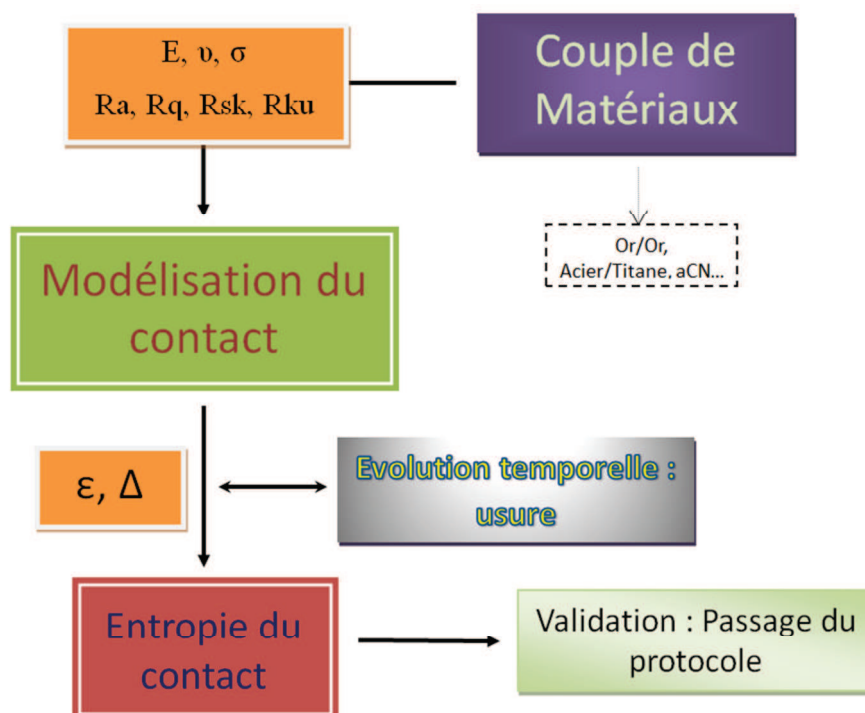 E, υ, σ
Ra, Rq, Rsk, Rku
Couple de
Matériaux
Or/Or,
Acier/Titane, aCN...
Modélisation du
contact
ε, Δ
Evolution temporelle :
usure
Entropie du
contact
Validation : Passage du
protocole